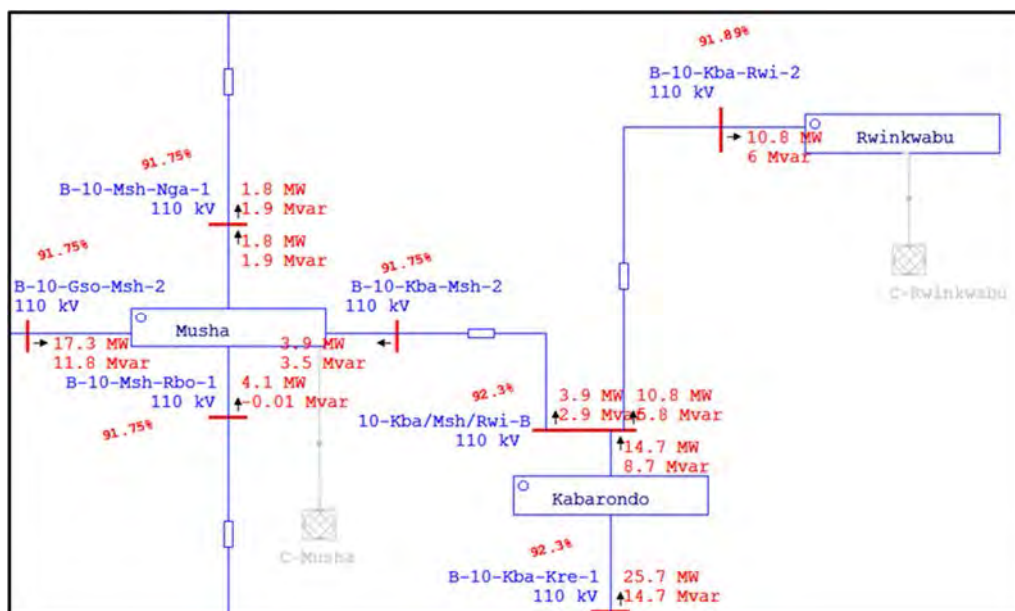 91.89%
B-10-Kba-Rwi-2
110 kV
10.8 MW
6 Mvar
Rwinkwabu
C-Rwinkwabu
91.75%
B-10-Msh-Nga-1
110 kV
1.8 MW
1.9 Mvar
1.8 MW
1.9 Mvar
91.75%
B-10-Gso-Msh-2
110 kV
17.3 MW
11.8 Mvar
Musha
91.75%
B-10-Kba-Msh-2
110 kV
3.9 MW
3.5 Mvar
B-10-Msh-Rbo-1
110 kV
4.1 MW
-0.01 Mvar
91.75%
C-Musha
92.3%
10-Kba/Msh/Rwi-B
110 kV
3.9 MW
2.9 Mvar
10.8 MW
5.8 Mvar
14.7 MW
8.7 Mvar
Kabarondo
92.3%
B-10-Kba-Kre-1
110 kV
25.7 MW
14.7 Mvar